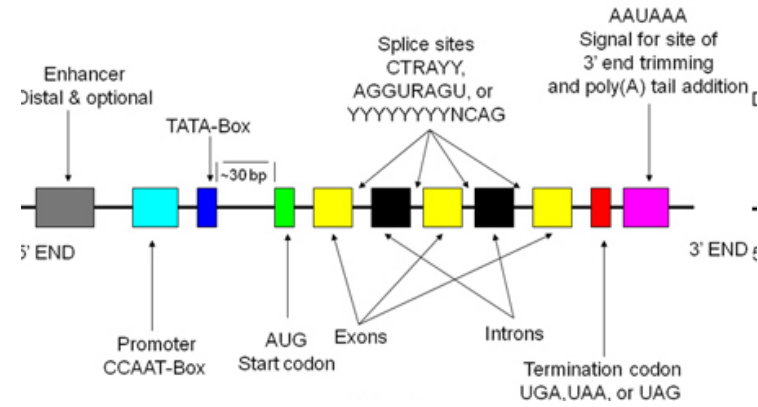 AAUAAA
Signal for site of
3' end trimming
and poly(A) tail addition
Splice sites
CTRAYY,
AGGURAGU, or
YYYYYYYYNCAG
Enhancer
Distal & optional
TATA-Box
~30 bp
5' END
3' END
Promoter
CCAAT-Box
AUG
Start codon
Exons
Introns
Termination codon
UGA,UAA, or UAG